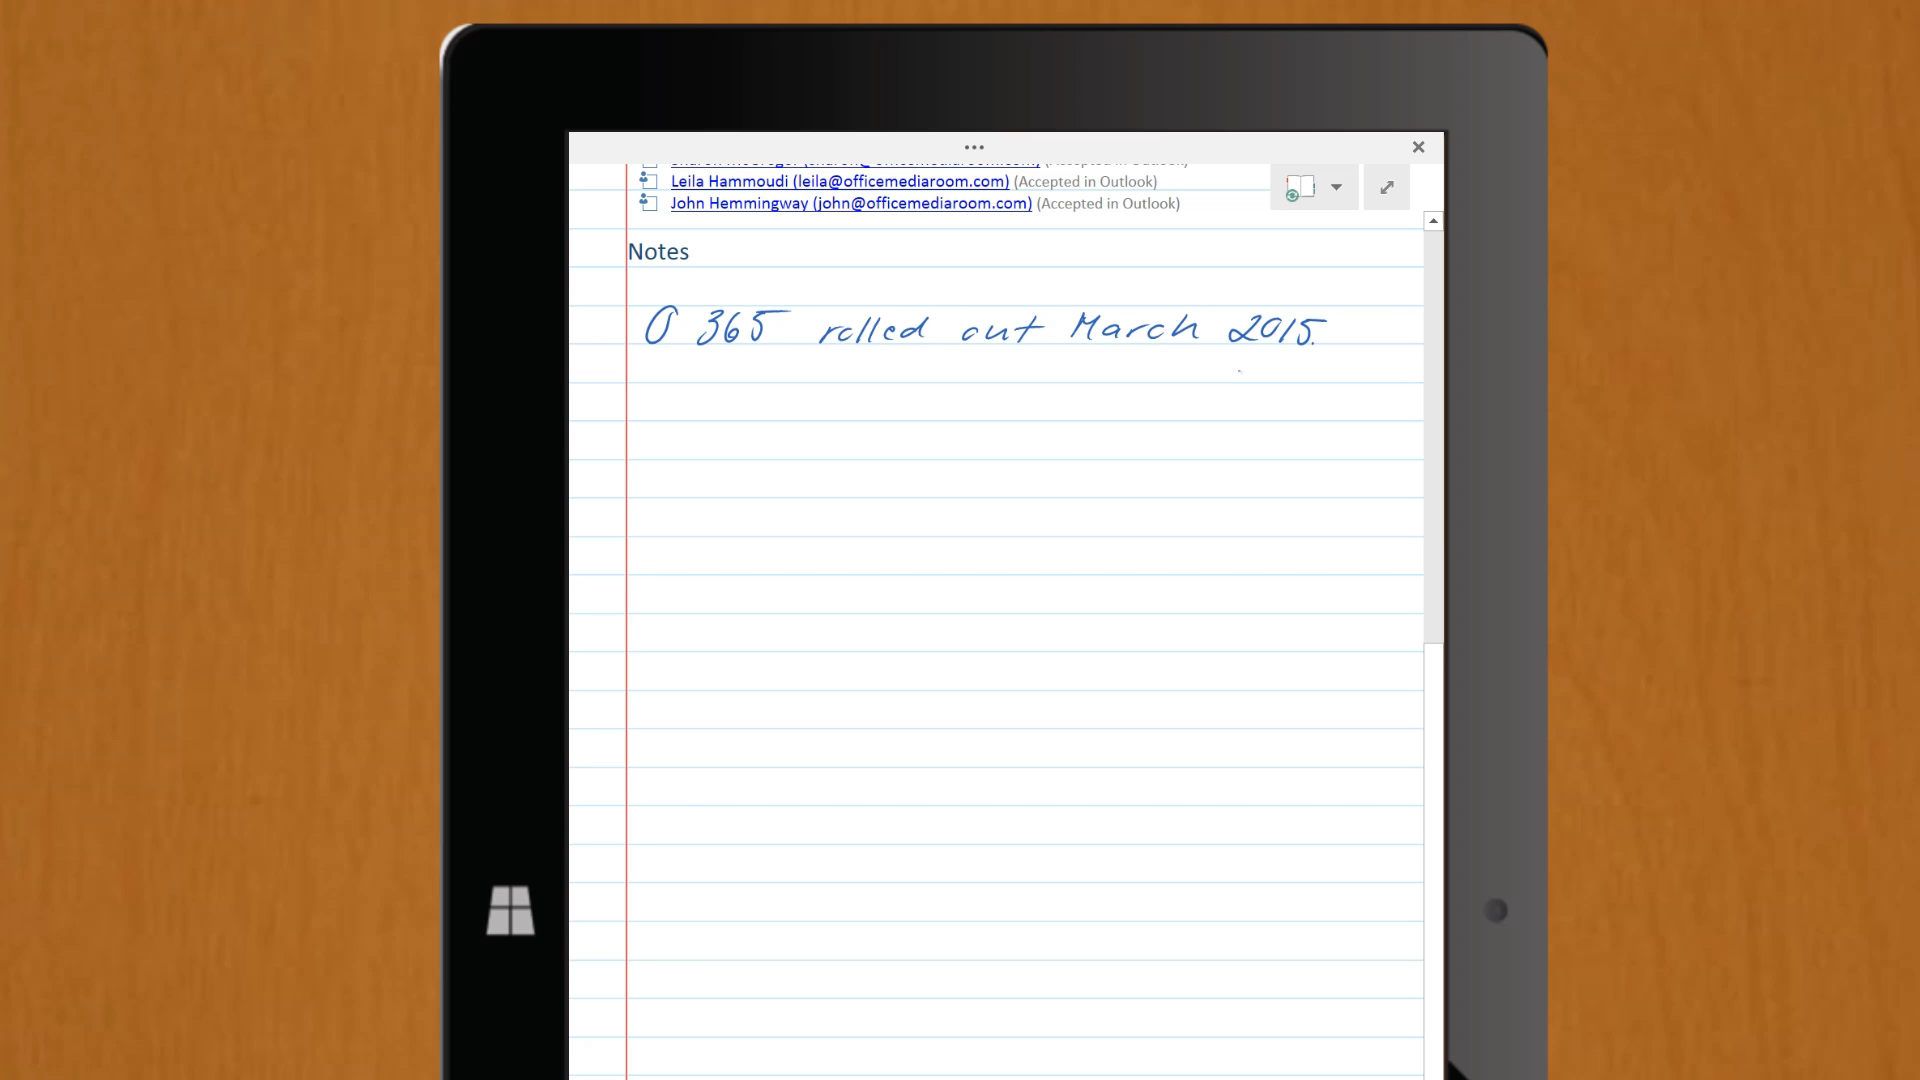 Leila Hammoudi (leila@officemediaroom.com) (Accepted in Outlook)
John Hemmingway (john@officemediaroom.com) (Accepted in Outlook)
Notes
O 365 rolled out March 2015.